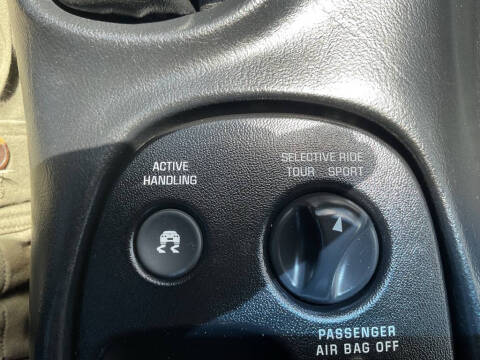 ACTIVE
HANDLING
SELECTIVE RIDE
TOUR SPORT
PASSENGER
AIR BAG OFF